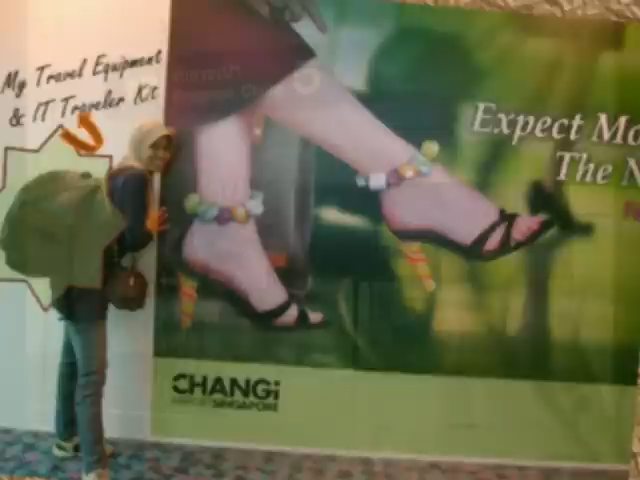 My Travel Equipment
& IT Traveler Kit
Expect Mo
The N
CHANGi
SINGAPORE